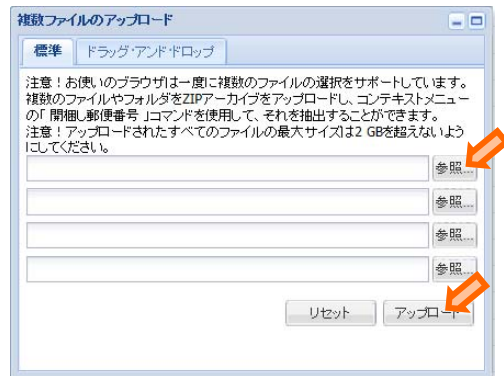 複数ファイルのアップロード
標準 ドラッグ・アンド・ドロップ
注意！お使いのブラウザは一度に複数のファイルの選択をサポートしています。
複数のファイルやフォルダをZIPアーカイブをアップロードし、コンテキストメニュー
の「 開梱し郵便番号 」コマンドを使用して、それを抽出することができます。
注意！アップロードされたすべてのファイルの最大サイズは2 GBを超えないよう
にしてください。
参照...
参照...
参照...
参照...
リセット アップロード